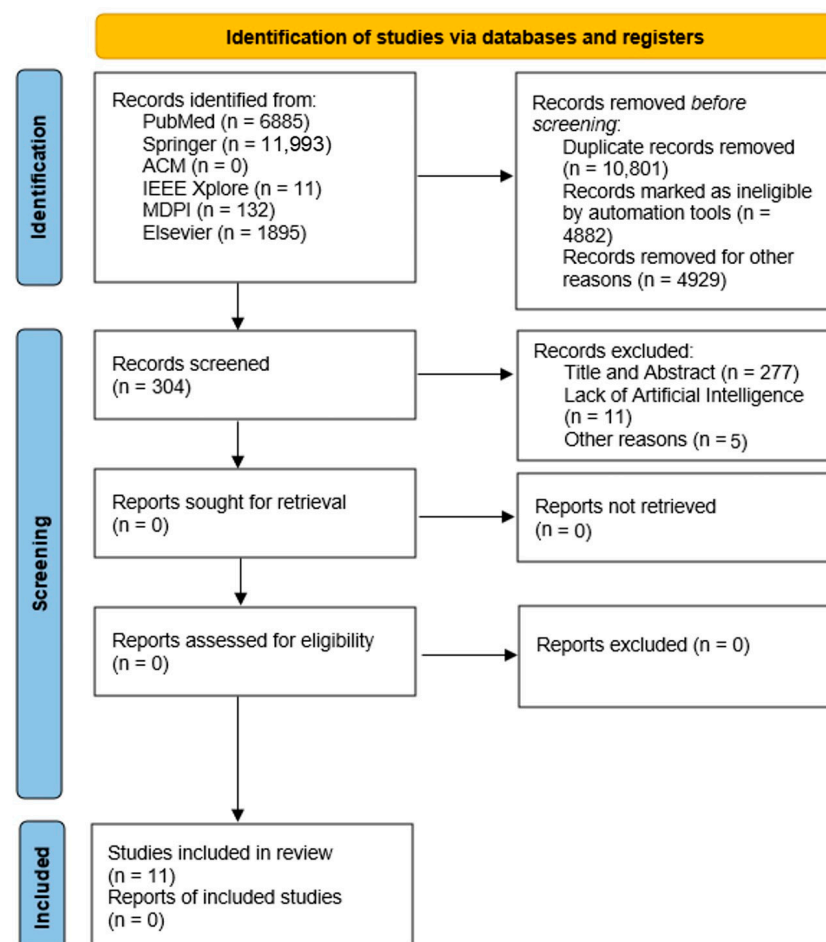 Identification of studies via databases and registers
Identification
Records identified from:
PubMed (n = 6885)
Springer (n = 11,993)
ACM (n = 0)
IEEE Xplore (n = 11)
MDPI (n = 132)
Elsevier (n = 1895)
Records removed before
screening:
Duplicate records removed
(n = 10,801)
Records marked as ineligible
by automation tools (n =
4882)
Records removed for other
reasons (n = 4929)
Screening
Records screened
(n = 304)
Records excluded:
Title and Abstract (n = 277)
Lack of Artificial Intelligence
(n = 11)
Other reasons (n = 5)
Reports sought for retrieval
(n = 0)
Reports not retrieved
(n = 0)
Reports assessed for eligibility
(n = 0)
Reports excluded (n = 0)
Included
Studies included in review
(n = 11)
Reports of included studies
(n = 0)